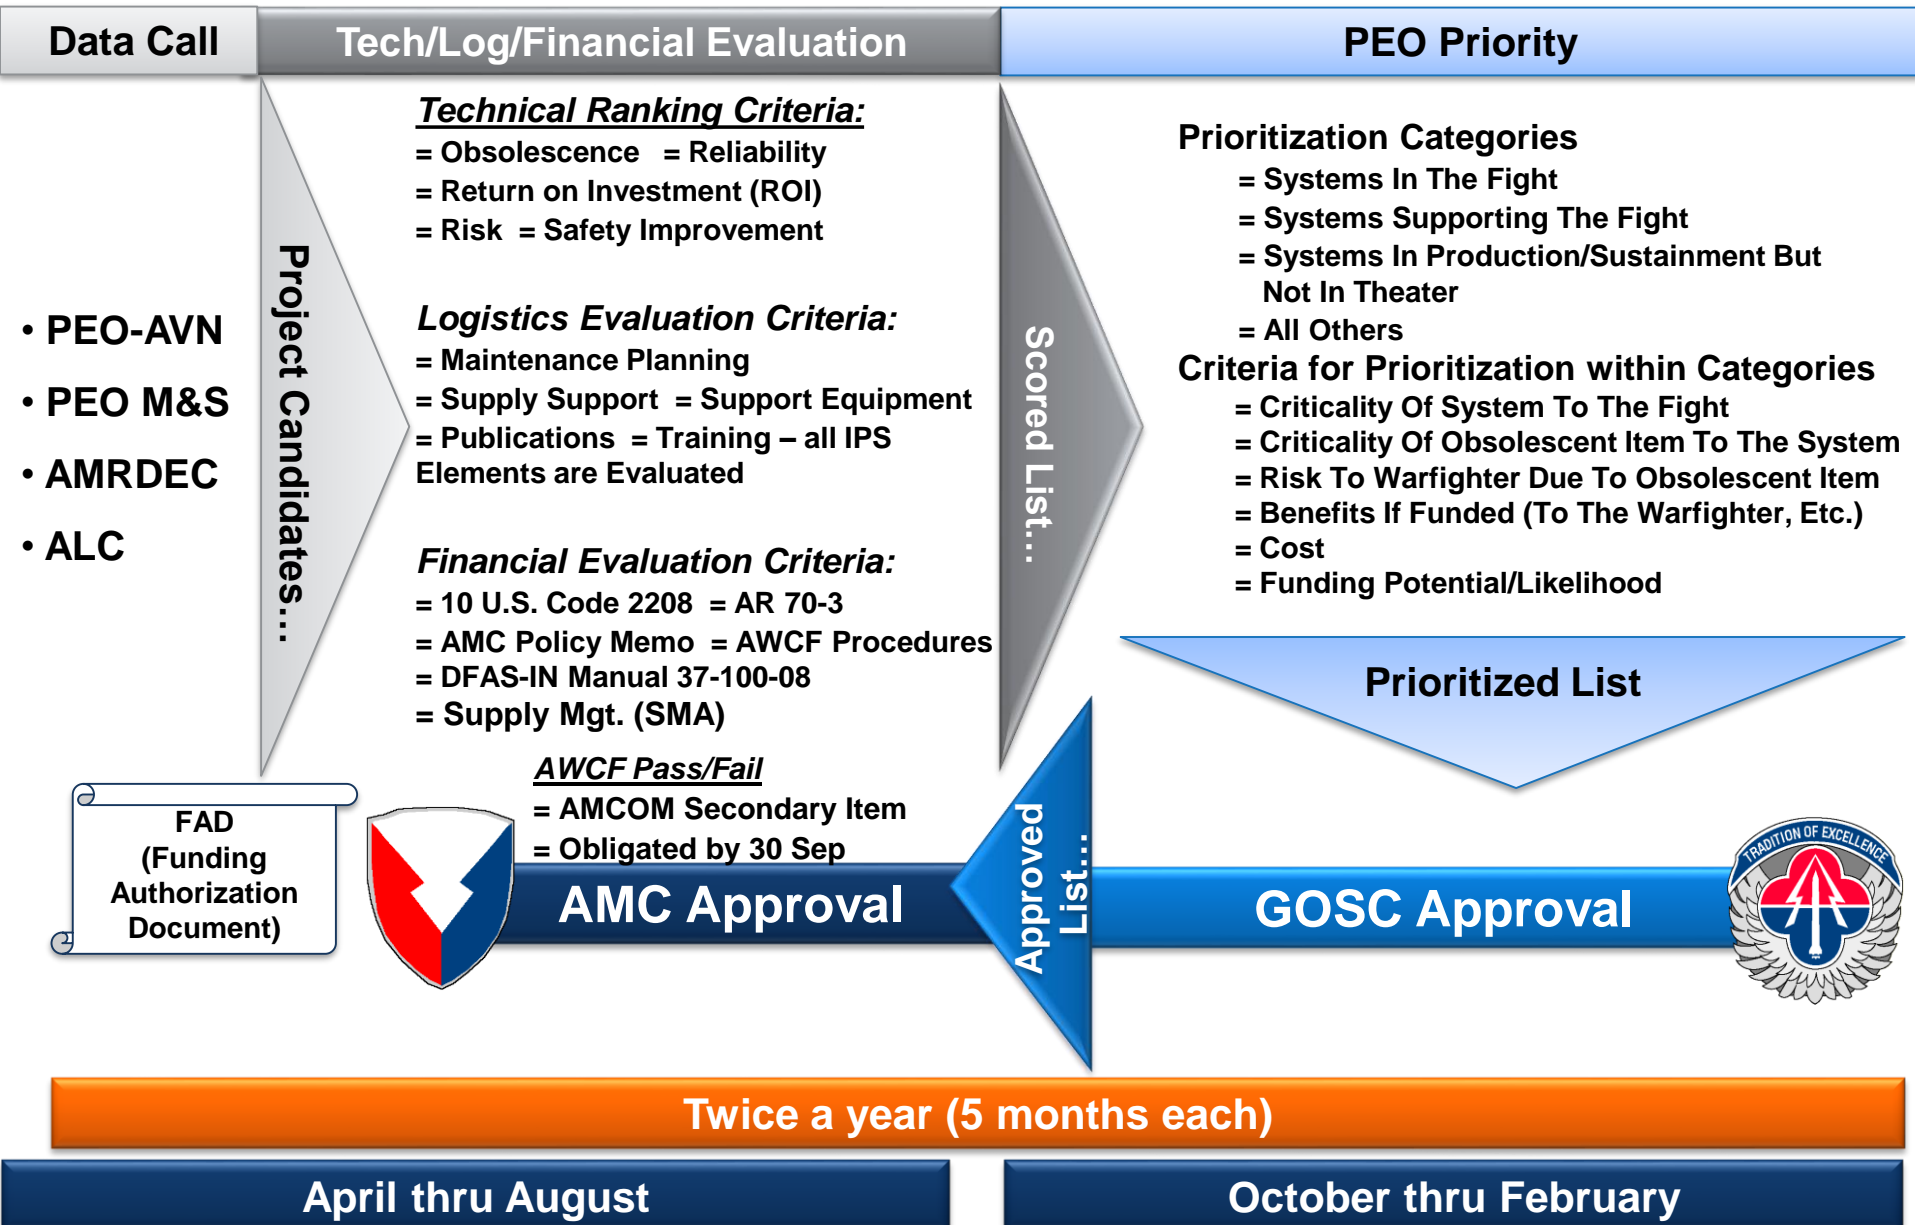 Data Call
Tech/Log/Financial Evaluation
PEO Priority
• PEO-AVN
• PEO M&S
• AMRDEC
• ALC
Project Candidates…
Technical Ranking Criteria:
= Obsolescence = Reliability
= Return on Investment (ROI)
= Risk = Safety Improvement
Logistics Evaluation Criteria:
= Maintenance Planning
= Supply Support = Support Equipment
= Publications = Training – all IPS
Elements are Evaluated
Financial Evaluation Criteria:
= 10 U.S. Code 2208 = AR 70-3
= AMC Policy Memo = AWCF Procedures
= DFAS-IN Manual 37-100-08
= Supply Mgt. (SMA)
AWCF Pass/Fail
= AMCOM Secondary Item
= Obligated by 30 Sep
Scored List…
Prioritization Categories
= Systems In The Fight
= Systems Supporting The Fight
= Systems In Production/Sustainment But
Not In Theater
= All Others
Criteria for Prioritization within Categories
= Criticality Of System To The Fight
= Criticality Of Obsolescent Item To The System
= Risk To Warfighter Due To Obsolescent Item
= Benefits If Funded (To The Warfighter, Etc.)
= Cost
= Funding Potential/Likelihood
Prioritized List
TRADITION OF EXCELLENCE
GOSC Approval
Approved
List…
AMC Approval
FAD
(Funding
Authorization
Document)
Twice a year (5 months each)
April thru August
October thru February